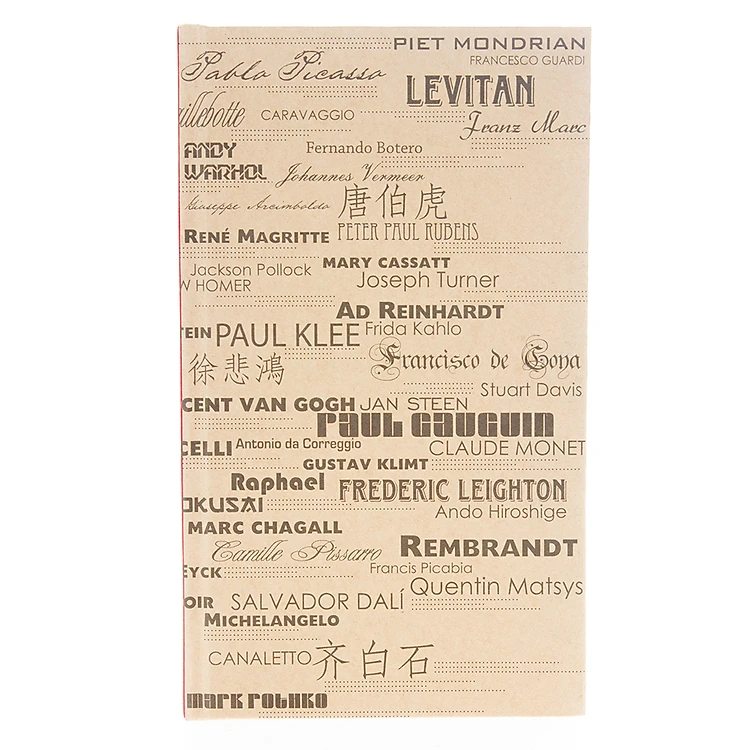 PIET MONDRIAN
FRANCESCO GUARDI
Pablo Picasso
LEVITAN
illebotte CARAVAGGIO
Franz Marc
ANDY
WARHOL
Fernando Botero
Johannes Vermeer
Giuseppe Arcimboldo
唐伯虎
RENÉ MAGRITTE PETER PAUL RUBENS
MARY CASSATT
Jackson Pollock
Joseph Turner
W HOMER
AD REINHARDT
EIN PAUL KLEE Frida Kahlo
徐悲鸿 Francisco de Goya
Stuart Davis
CENT VAN GOGH JAN STEEN
PAUL GAUGUIN
CELLI Antonio da Correggio CLAUDE MONET
GUSTAV KLIMT
Raphael FREDERIC LEIGHTON
OKUSAI Ando Hiroshige
MARC CHAGALL
Camille Pissarro REMBRANDT
EYCK Francis Picabia
Quentin Matsys
OIR SALVADOR DALÍ
MICHELANGELO
CANALETTO 齐白石
MARK ROTHKO